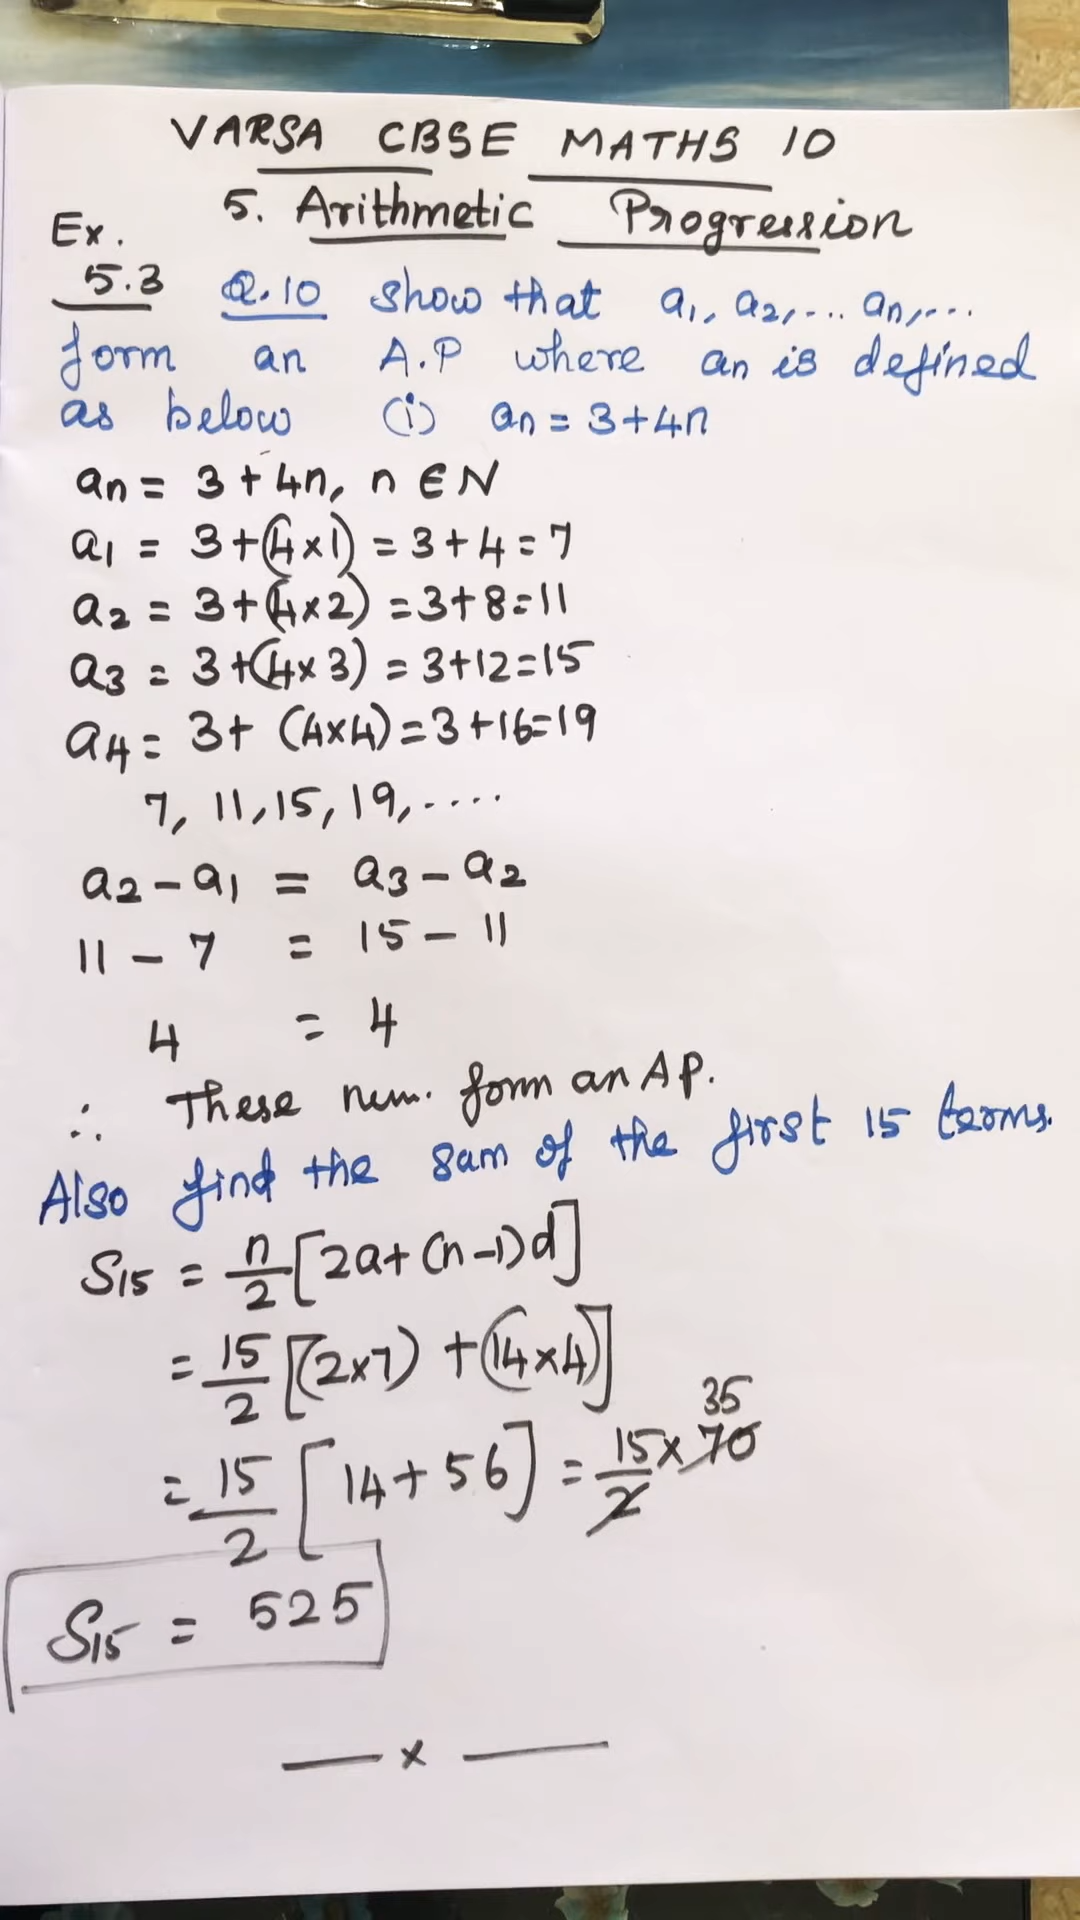 VARSA CBSE MATHS 10
5. Arithmetic Progression
Ex. 5.3 Q.10 show that a₁, a₂,... aₙ,...
form an A.P where aₙ is defined
as below (i) aₙ = 3+4n
aₙ = 3+4n, n ∈ N
a₁ = 3+(4×1) = 3+4=7
a₂ = 3+(4×2) =3+8=11
a₃ = 3+(4×3) = 3+12=15
a₄ = 3+ (4×4)=3+16=19
7, 11, 15, 19, ....
a₂-a₁ = a₃-a₂
11 - 7 = 15 - 11
4 = 4
∴ These num. form an AP.
Also find the sum of the first 15 terms.
S₁₅ = n/2 [2a+(n-1)d]
= 15/2 [(2×7) +(14×4)]
= 15/2 [14+56] = 15/2 × 70 35
S₁₅ = 525
— × —